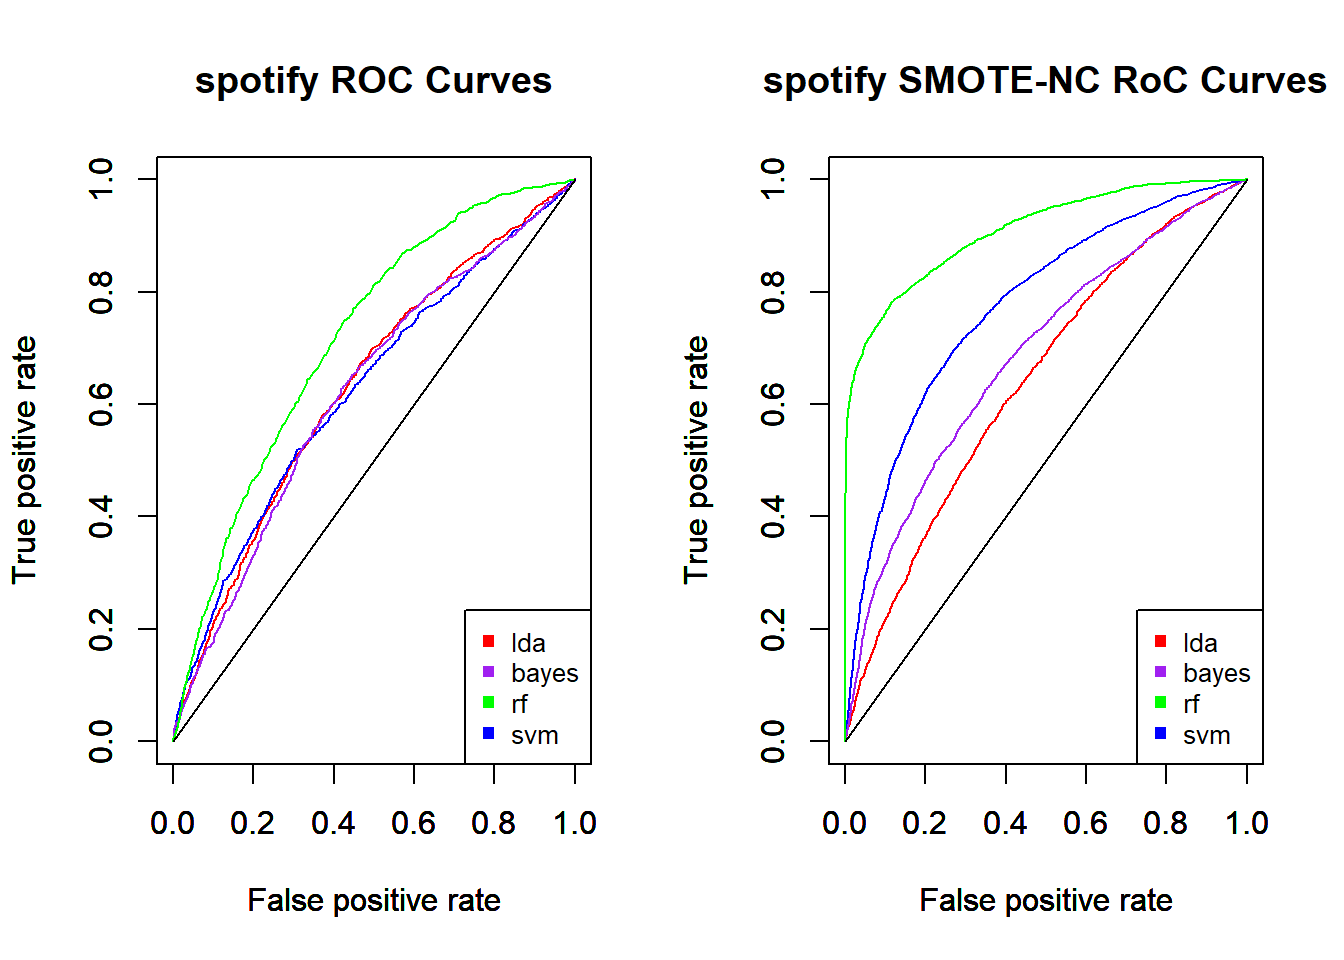 spotify ROC Curves
True positive rate
1.0
0.8
0.6
0.4
0.2
0.0
lda
bayes
rf
svm
0.0 0.2 0.4 0.6 0.8 1.0
False positive rate
spotify SMOTE-NC RoC Curves
True positive rate
1.0
0.8
0.6
0.4
0.2
0.0
lda
bayes
rf
svm
0.0 0.2 0.4 0.6 0.8 1.0
False positive rate